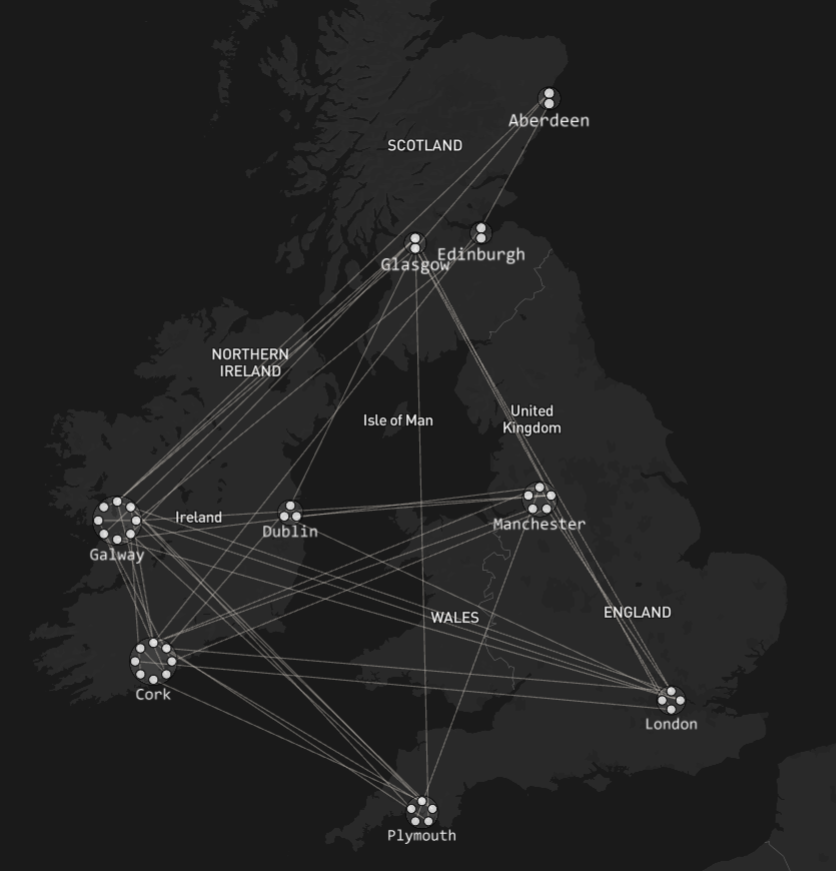 Aberdeen
SCOTLAND
Edinburgh
Glasgow
NORTHERN
IRELAND
Isle of Man
United
Kingdom
Ireland
Dublin
Manchester
Galway
WALES
ENGLAND
Cork
London
Plymouth